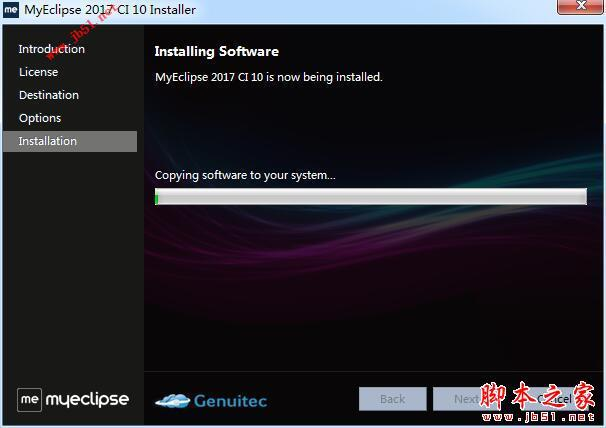 MyEclipse 2017 CI 10 Installer
www.jb51.net
Introduction
License
Destination
Options
Installation
Installing Software
MyEclipse 2017 CI 10 is now being installed.
Copying software to your system...
me myeclipse
Genuitec
Back
Next
Cancel
脚本之家
www.jb51.net